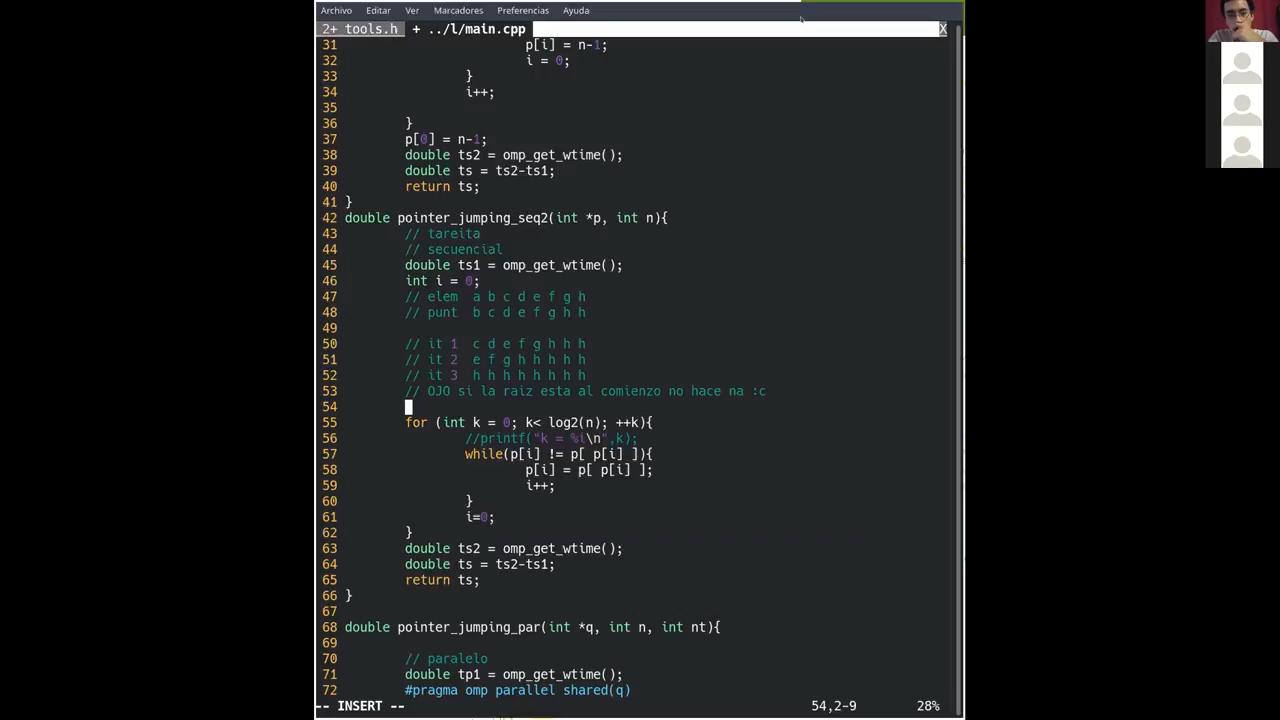 Archivo Editar Ver Marcadores Preferencias Ayuda
2+ tools.h + ../l/main.cpp X
31 p[i] = n-1;
32 i = 0;
33 }
34 i++;
35
36 }
37 p[0] = n-1;
38 double ts2 = omp_get_wtime();
39 double ts = ts2-ts1;
40 return ts;
41 }
42 double pointer_jumping_seq2(int *p, int n){
43 // tareita
44 // secuencial
45 double ts1 = omp_get_wtime();
46 int i = 0;
47 // elem a b c d e f g h
48 // punt b c d e f g h h
49
50 // it 1 c d e f g h h h
51 // it 2 e f g h h h h h
52 // it 3 h h h h h h h h
53 // OJO si la raiz esta al comienzo no hace na :c
54
55 for (int k = 0; k< log2(n); ++k){
56 //printf("k = %i\n",k);
57 while(p[i] != p[ p[i] ]){
58 p[i] = p[ p[i] ];
59 i++;
60 }
61 i=0;
62 }
63 double ts2 = omp_get_wtime();
64 double ts = ts2-ts1;
65 return ts;
66 }
67
68 double pointer_jumping_par(int *q, int n, int nt){
69
70 // paralelo
71 double tp1 = omp_get_wtime();
72 #pragma omp parallel shared(q)
-- INSERT -- 54,2-9 28%